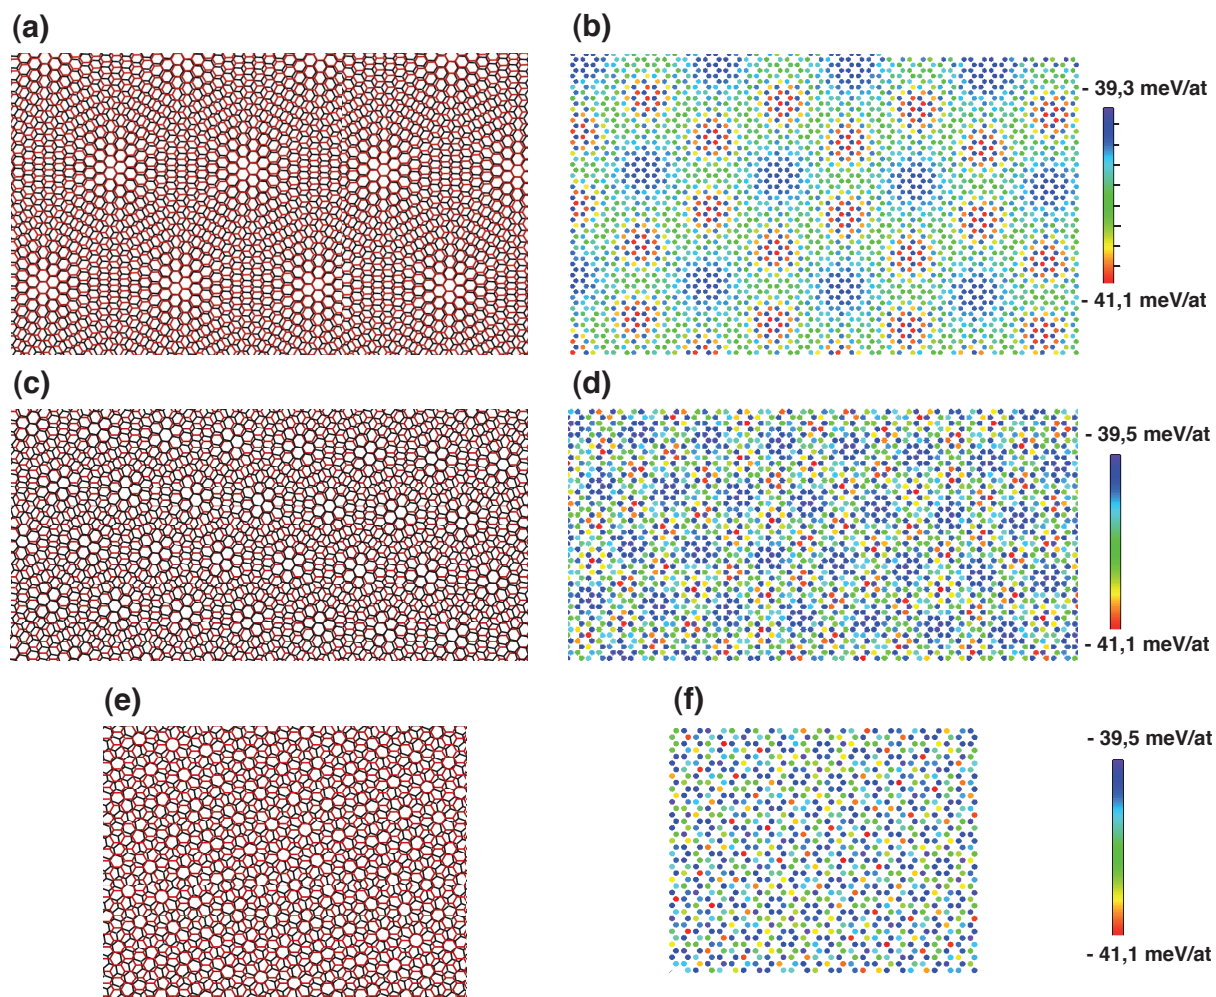 (a)
(b)
- 39,3 meV/at
- 41,1 meV/at
(c)
(d)
- 39,5 meV/at
- 41,1 meV/at
(e)
(f)
- 39,5 meV/at
- 41,1 meV/at